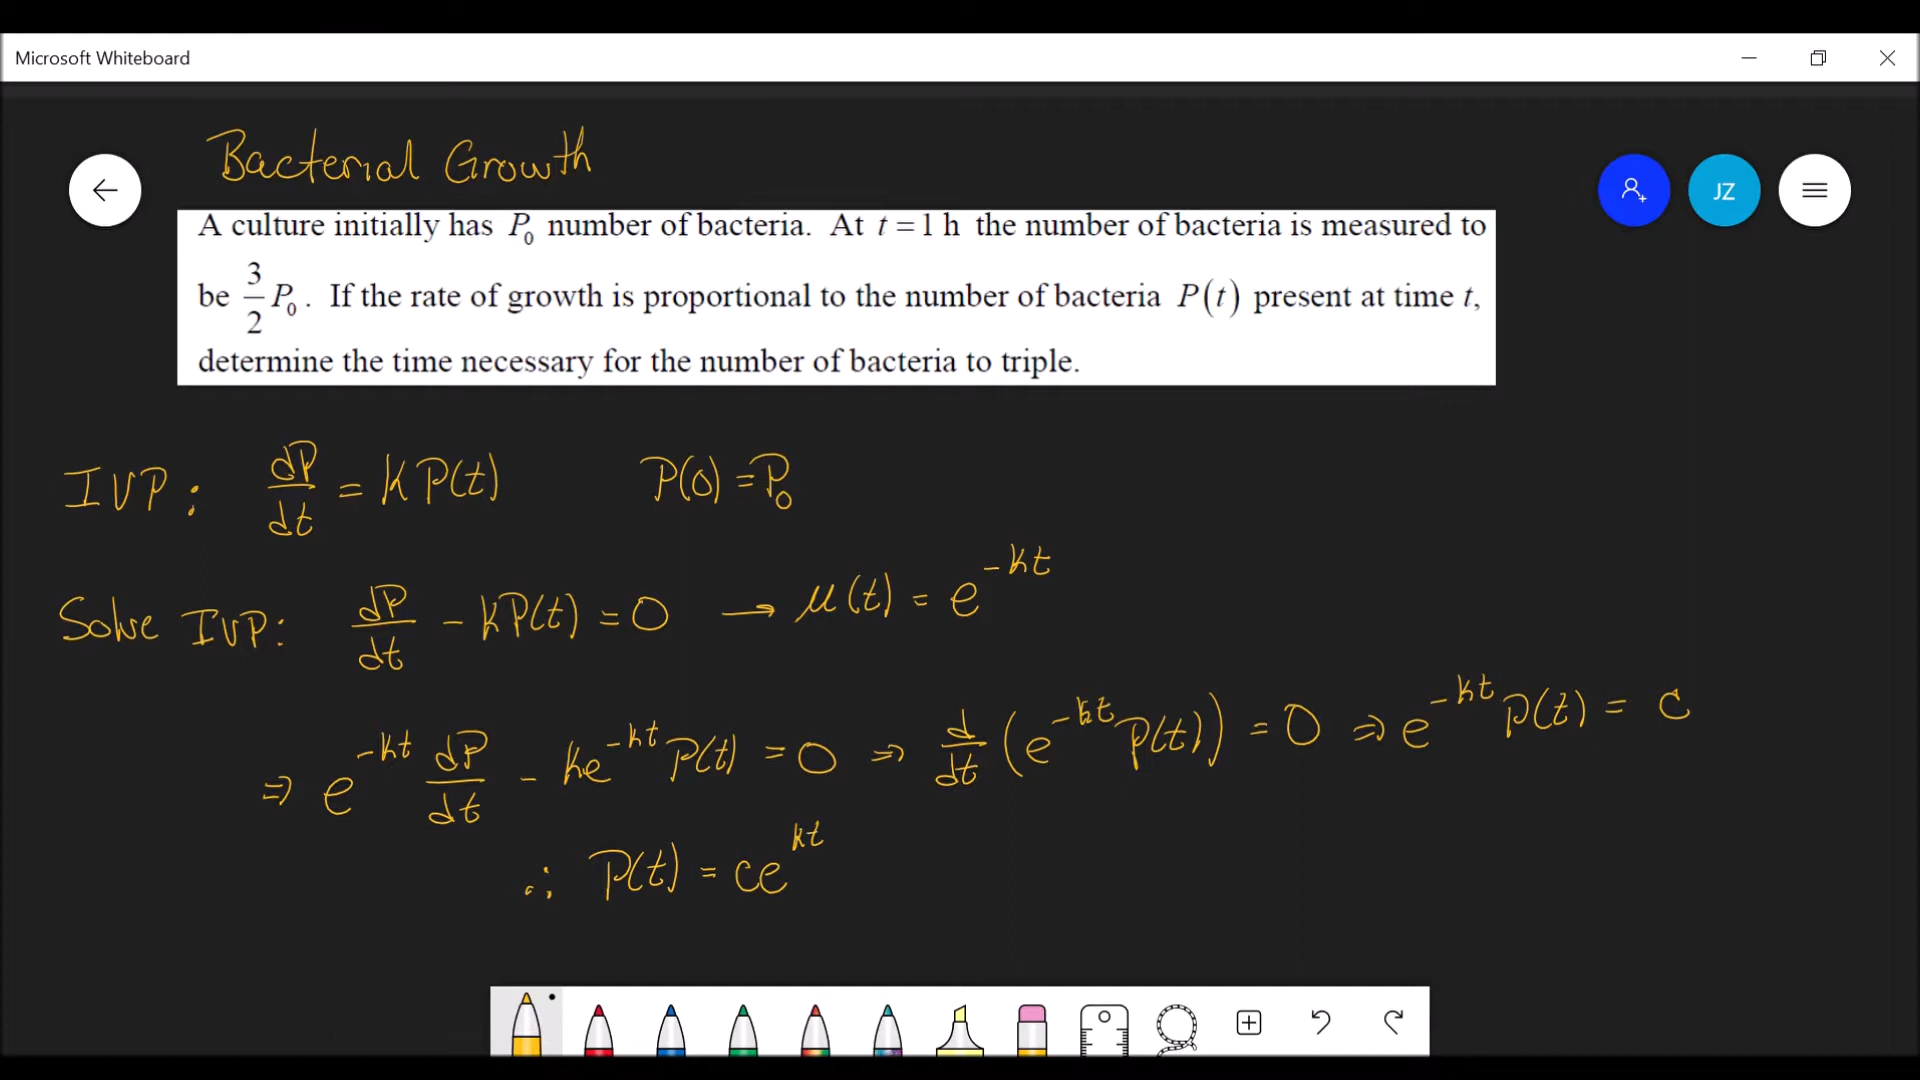 Microsoft Whiteboard
Bacterial Growth
JZ
A culture initially has P₀ number of bacteria. At t = 1 h the number of bacteria is measured to
be 3/2 P₀ . If the rate of growth is proportional to the number of bacteria P(t) present at time t,
determine the time necessary for the number of bacteria to triple.
IVP: dP/dt = KP(t) P(0) = P₀
Solve IVP: dP/dt - KP(t) = 0 → μ(t) = e^{-kt}
⇒ e^{-kt} dP/dt - ke^{-kt} P(t) = 0 ⇒ d/dt (e^{-kt} P(t)) = 0 ⇒ e^{-kt} P(t) = c
∴ P(t) = ce^{kt}